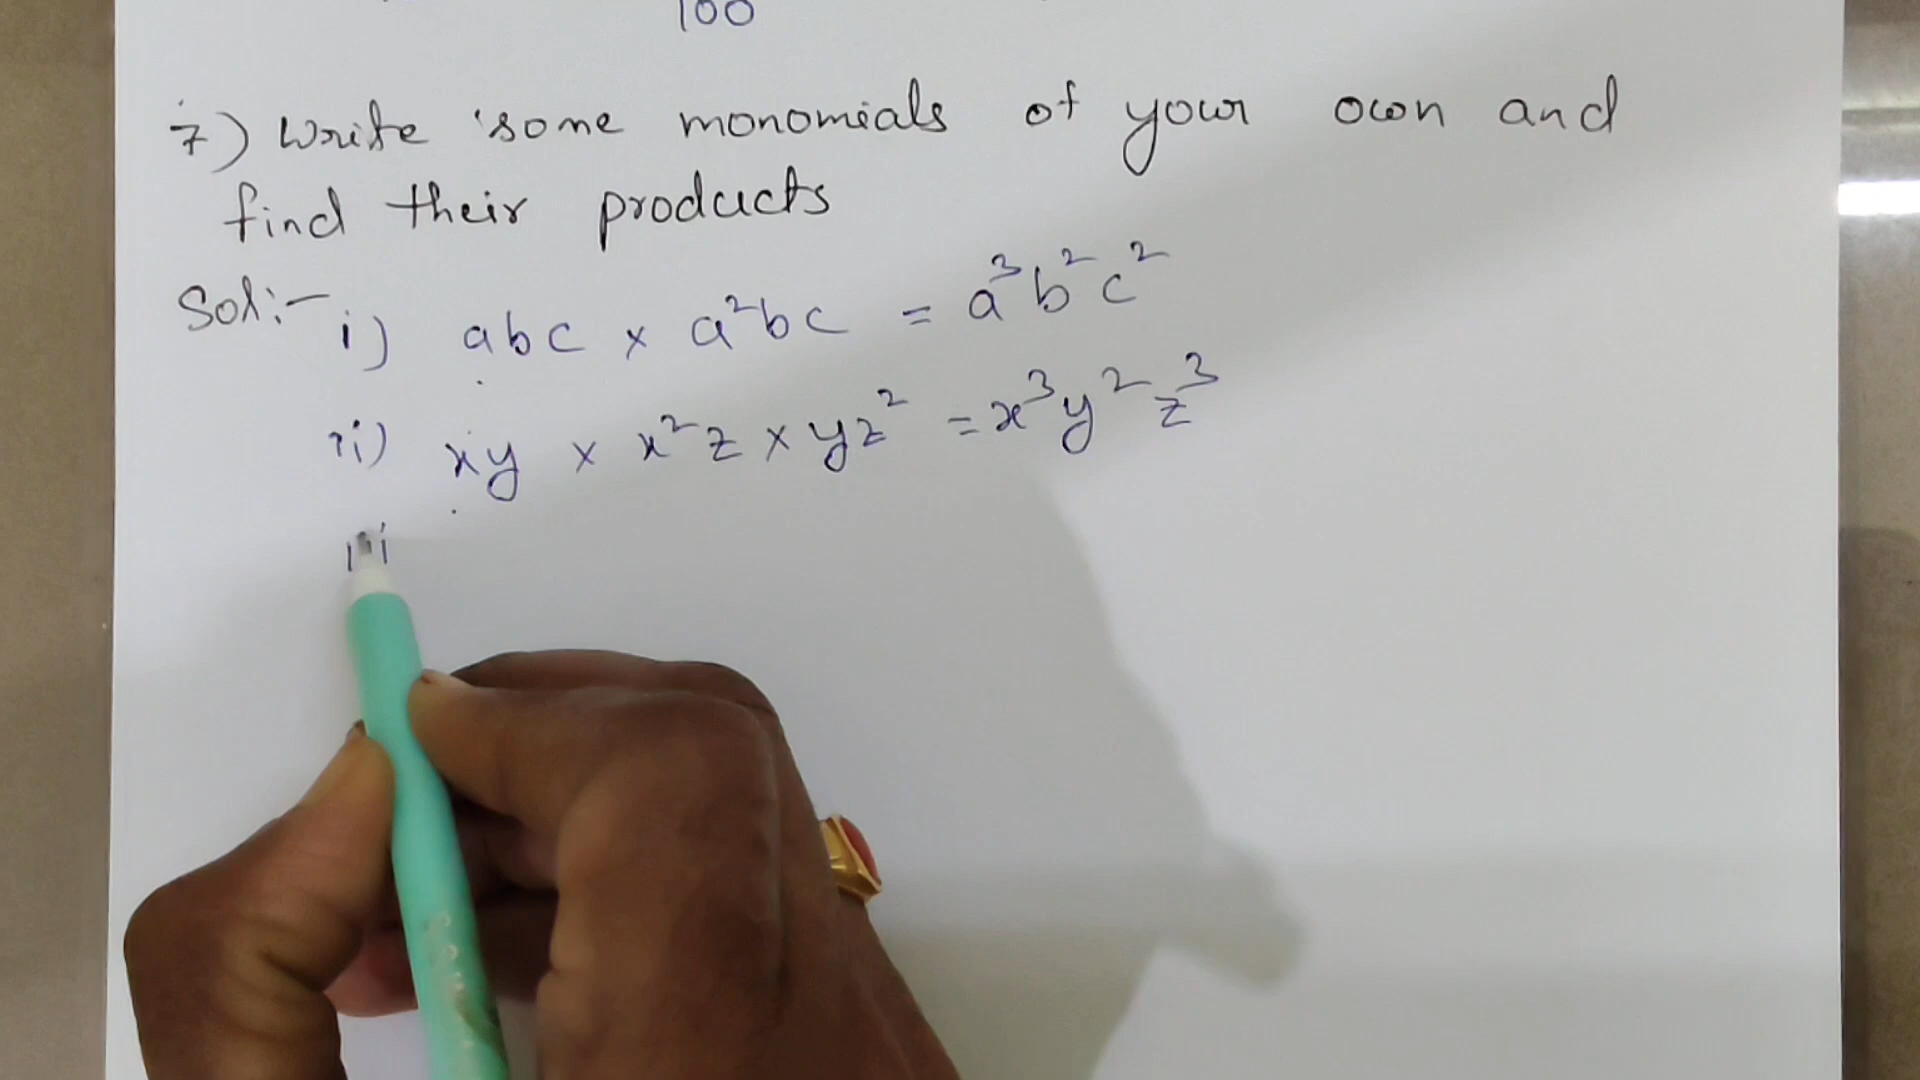 100
7) Write some monomials of your own and
find their products
Sol:- i) abc × a²bc = a³b²c²
ii) xy × x²z × yz² = x³y²z³
iii